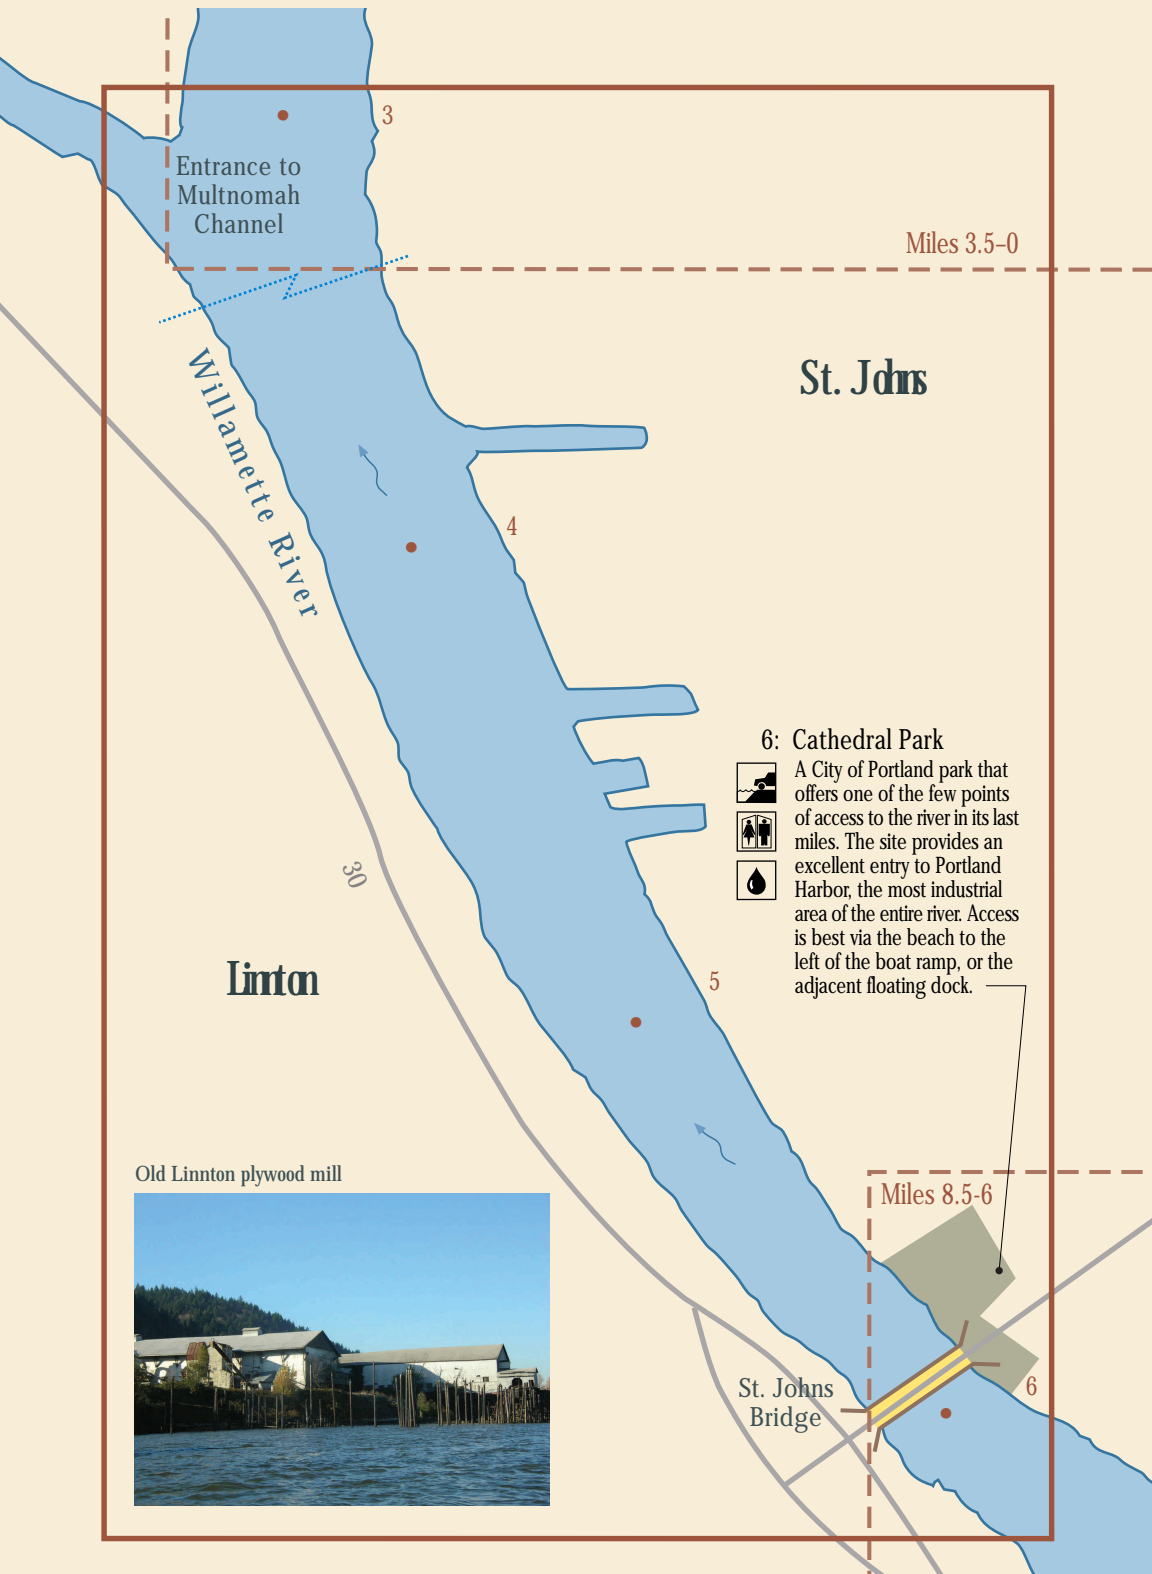 3
Entrance to
Multnomah
Channel
Miles 3.5–0
St. Johns
Willamette River
4
6: Cathedral Park
A City of Portland park that
offers one of the few points
of access to the river in its last
miles. The site provides an
excellent entry to Portland
Harbor, the most industrial
area of the entire river. Access
is best via the beach to the
left of the boat ramp, or the
adjacent floating dock.
30
Linnton
5
Old Linnton plywood mill
Miles 8.5-6
St. Johns
Bridge
6